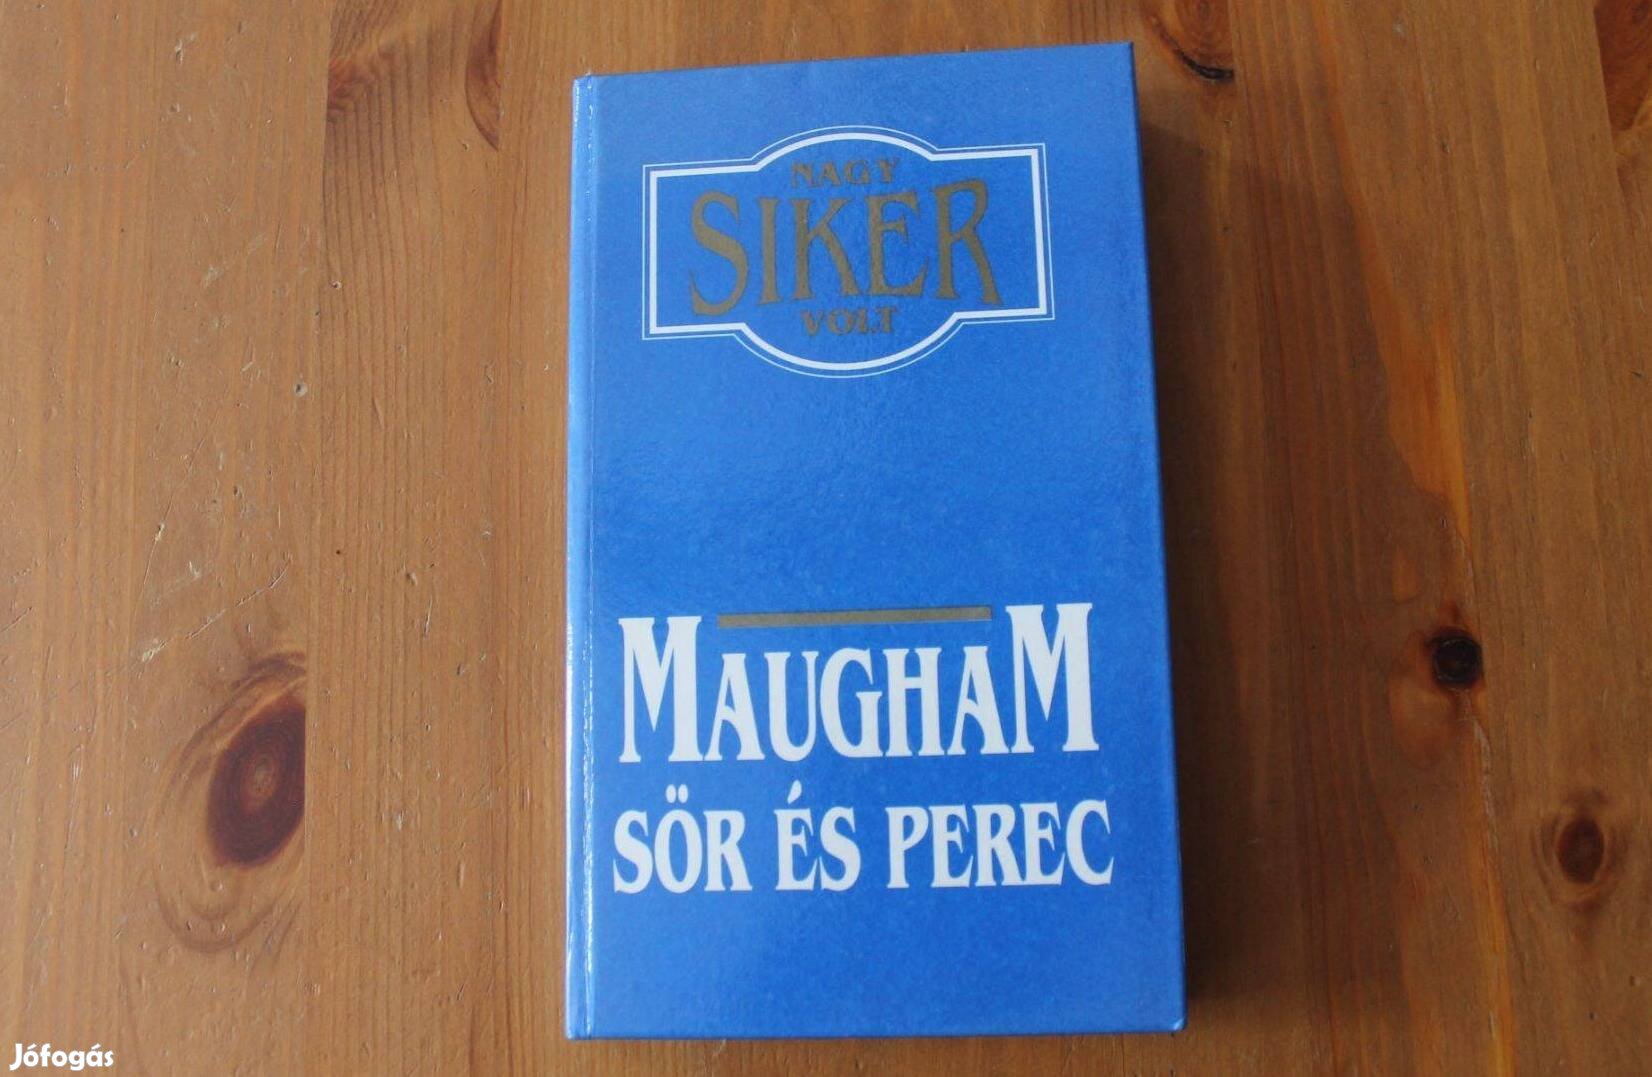 NAGY
SIKER
VOLT
MAUGHAM
SÖR ÉS PEREC
Jófogás